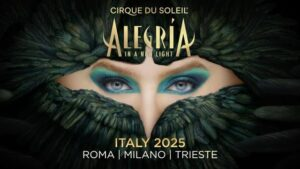 CIRQUE DU SOLEIL
ALEGRÍA
IN A NEW LIGHT
ITALY 2025
ROMA | MILANO | TRIESTE